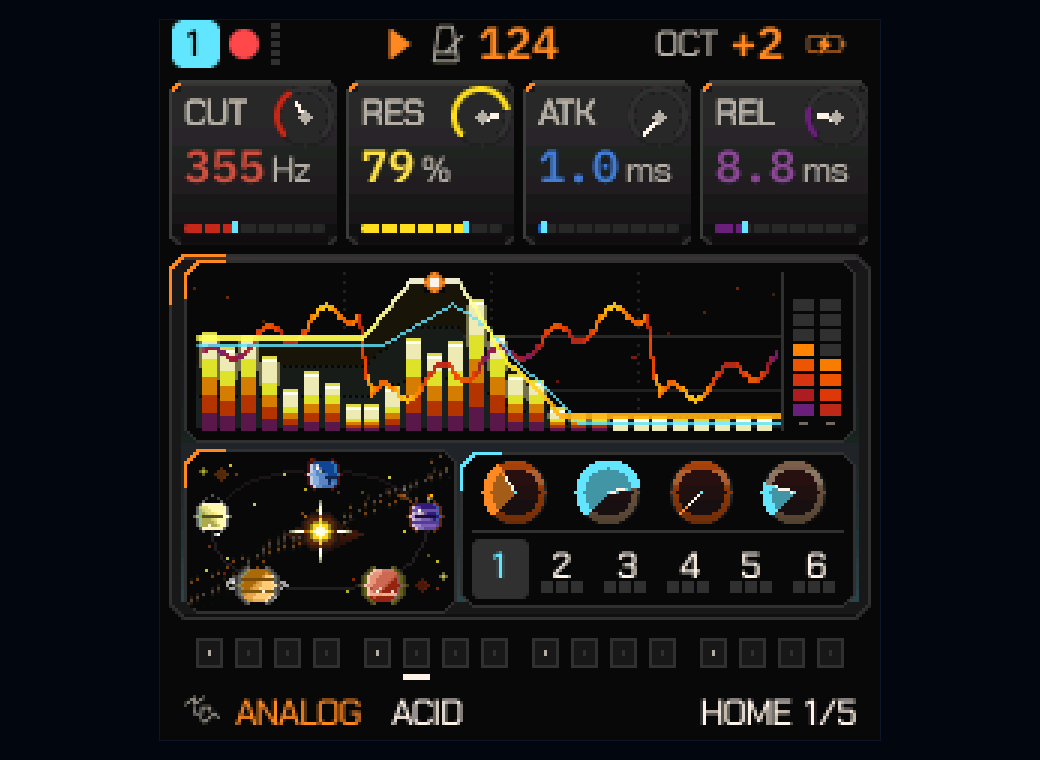 1 124 OCT +2
CUT RES ATK REL
355 Hz 79 % 1.0 ms 8.8 ms
1 2 3 4 5 6
ANALOG ACID HOME 1/5